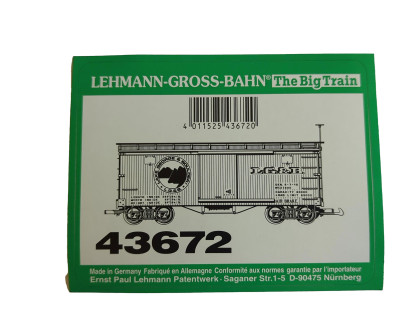 LEHMANN-GROSS-BAHN® The Big Train
4 011525 436720
L.G.&B
43672
Made in Germany Fabriqué en Allemagne Conformité aux normes garantie par l'importateur
Ernst Paul Lehmann Patentwerk - Saganer Str.1-5 D-90475 Nürnberg